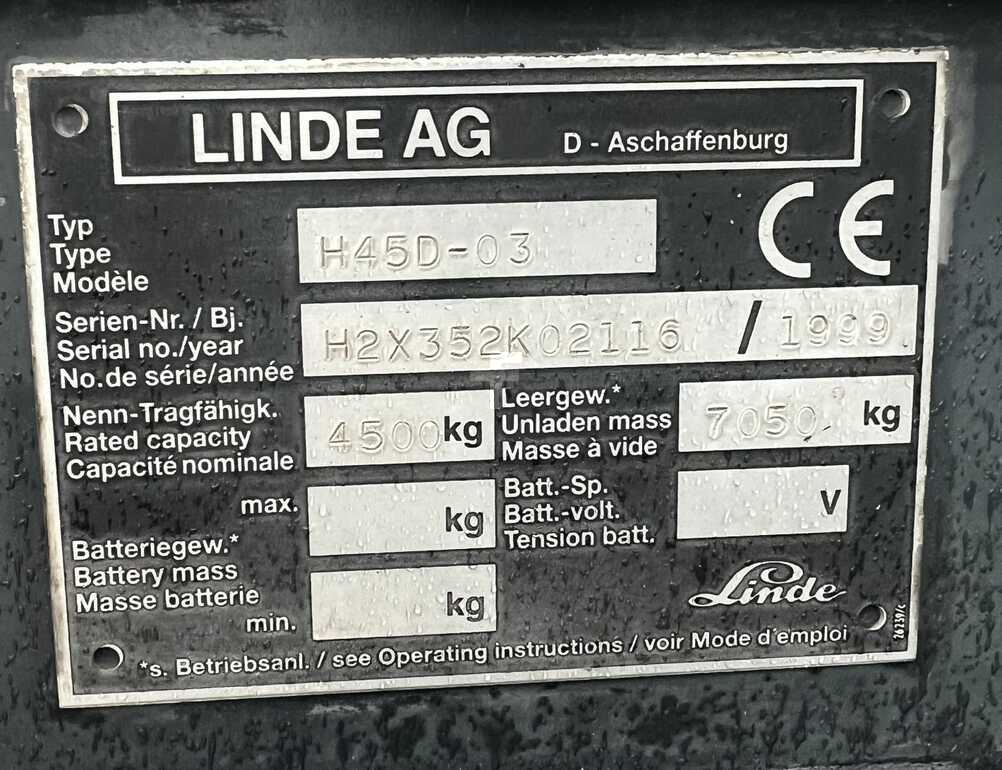 LINDE AG D - Aschaffenburg
Typ
Type
Modèle
H45D-03
CE
Serien-Nr. / Bj.
Serial no./year
No.de série/année
H2X352K02116 / 1999
Nenn-Tragfähigk.
Rated capacity
Capacité nominale
4500 kg
Leergew.*
Unladen mass
Masse à vide
7050 kg
max.
kg
Batt.-Sp.
Batt.-volt.
Tension batt.
V
Batteriegew.*
Battery mass
Masse batterie
min.
kg
Linde
*s. Betriebsanl. / see Operating instructions / voir Mode d'emploi
26239/c